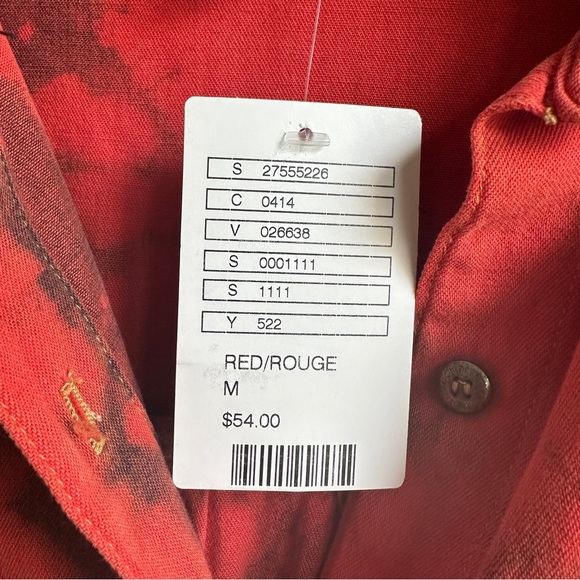 S 27555226
C 0414
V 026638
S 0001111
S 1111
Y 522
RED/ROUGE
M
$54.00